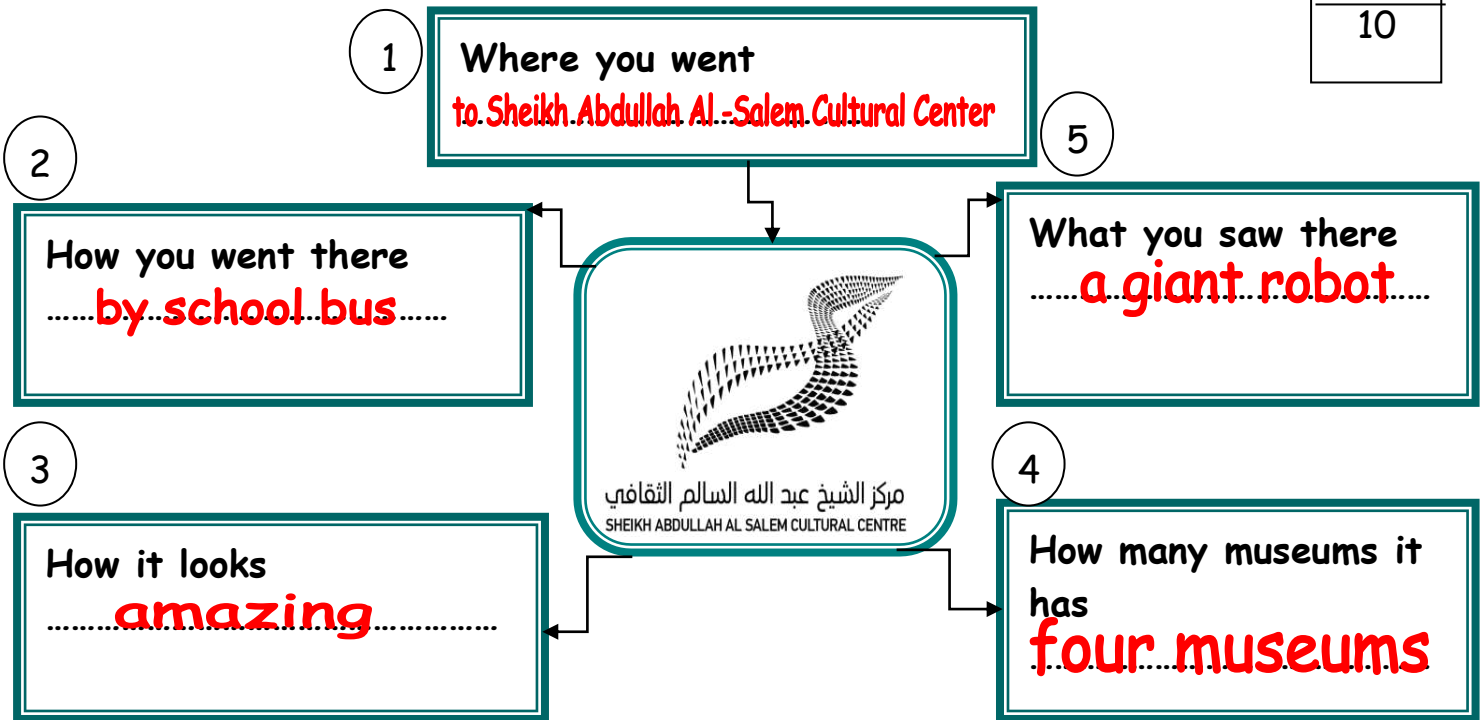 10
1
Where you went
to Sheikh Abdullah Al -Salem Cultural Center
2
How you went there
by school bus
3
How it looks
amazing
4
How many museums it
has
four museums
5
What you saw there
a giant robot
مركز الشيخ عبد الله السالم الثقافي
SHEIKH ABDULLAH AL SALEM CULTURAL CENTRE